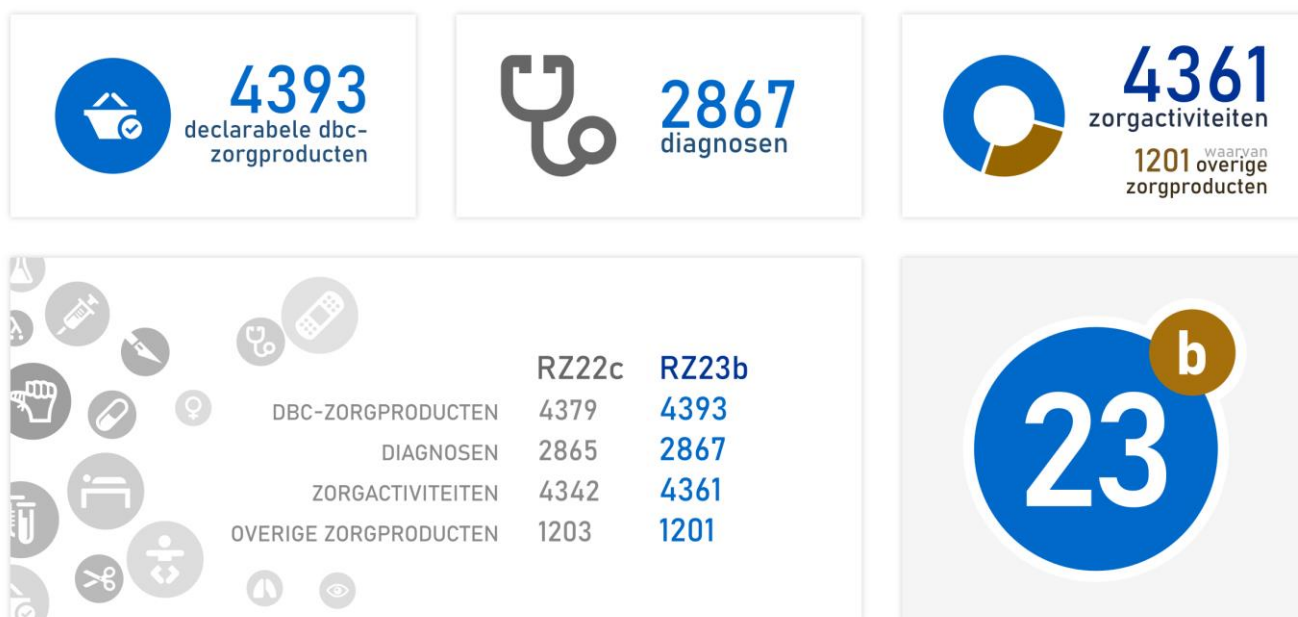 4393
declarabele dbc-
zorgproducten
2867
diagnosen
4361
zorgactiviteiten
waarvan
1201 overige
zorgproducten
RZ22c RZ23b
DBC-ZORGPRODUCTEN 4379 4393
DIAGNOSEN 2865 2867
ZORGACTIVITEITEN 4342 4361
OVERIGE ZORGPRODUCTEN 1203 1201
b
23